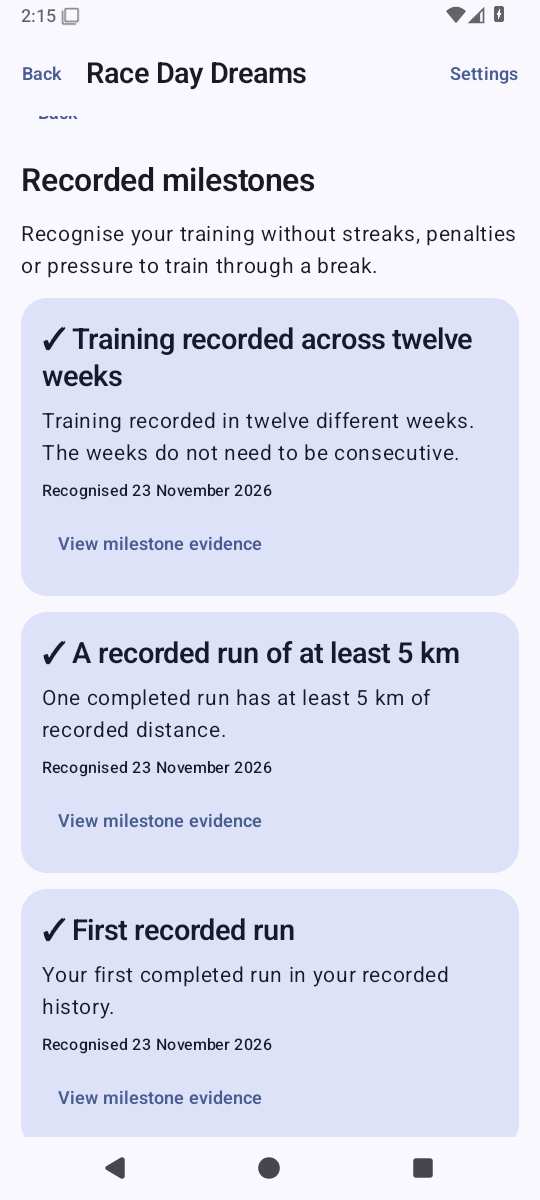 2:15
Back Race Day Dreams Settings
Back
Recorded milestones
Recognise your training without streaks, penalties
or pressure to train through a break.
✓ Training recorded across twelve
weeks
Training recorded in twelve different weeks.
The weeks do not need to be consecutive.
Recognised 23 November 2026
View milestone evidence
✓ A recorded run of at least 5 km
One completed run has at least 5 km of
recorded distance.
Recognised 23 November 2026
View milestone evidence
✓ First recorded run
Your first completed run in your recorded
history.
Recognised 23 November 2026
View milestone evidence